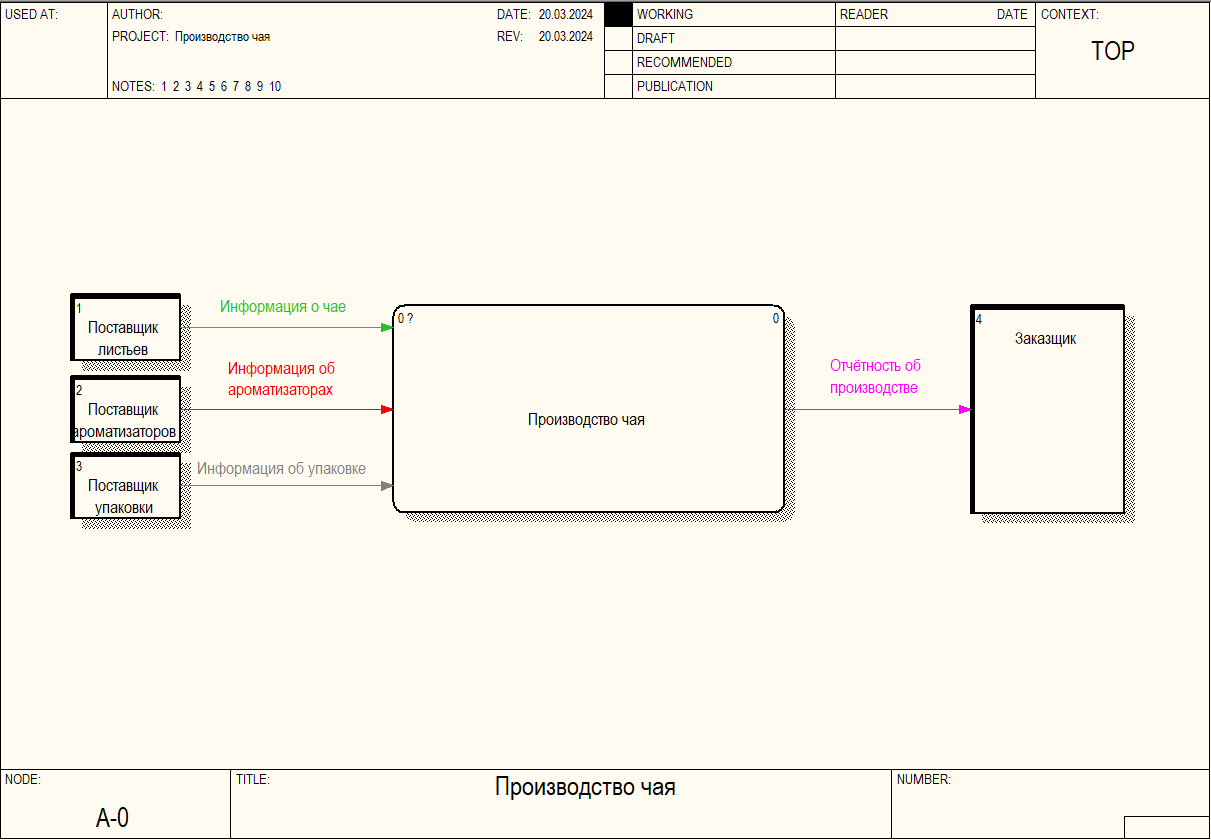 USED AT:
AUTHOR:
DATE: 20.03.2024
PROJECT: Производство чая
REV: 20.03.2024
NOTES: 1 2 3 4 5 6 7 8 9 10
WORKING
DRAFT
RECOMMENDED
PUBLICATION
READER DATE
CONTEXT:
TOP
1
Поставщик
листьев
Информация о чае
2
Поставщик
ароматизаторов
Информация об
ароматизаторах
3
Поставщик
упаковки
Информация об упаковке
0 ?
0
Производство чая
Отчётность об
производстве
4
Заказщик
NODE:
A-0
TITLE:
Производство чая
NUMBER: